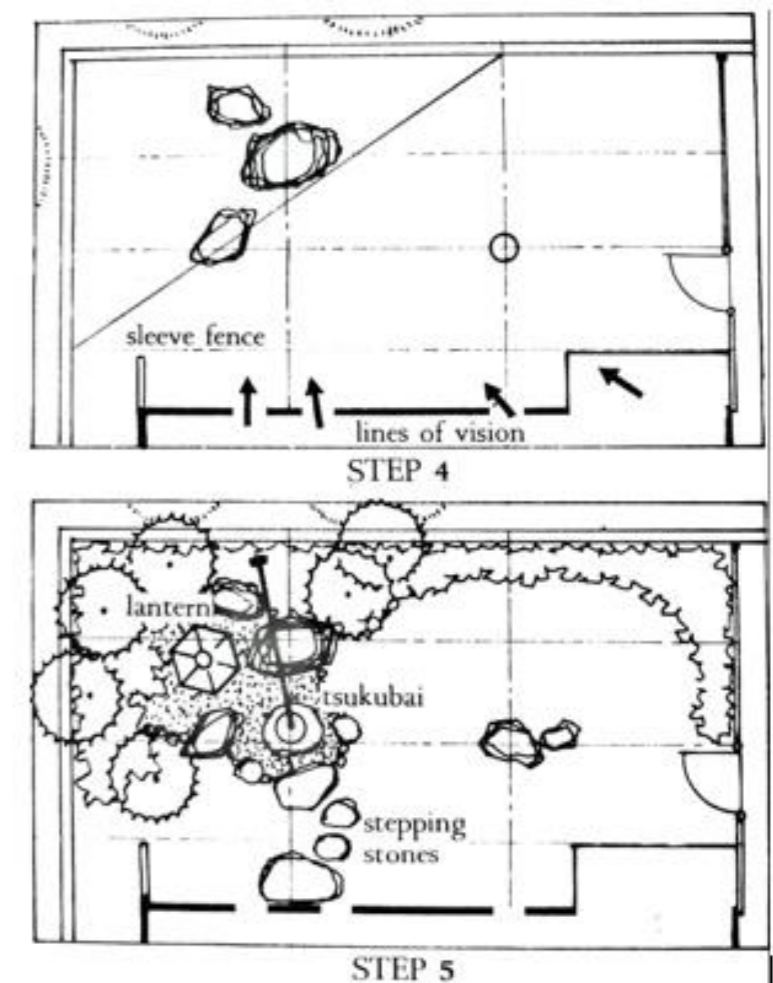 sleeve fence
lines of vision
STEP 4
lantern
tsukubai
stepping
stones
STEP 5